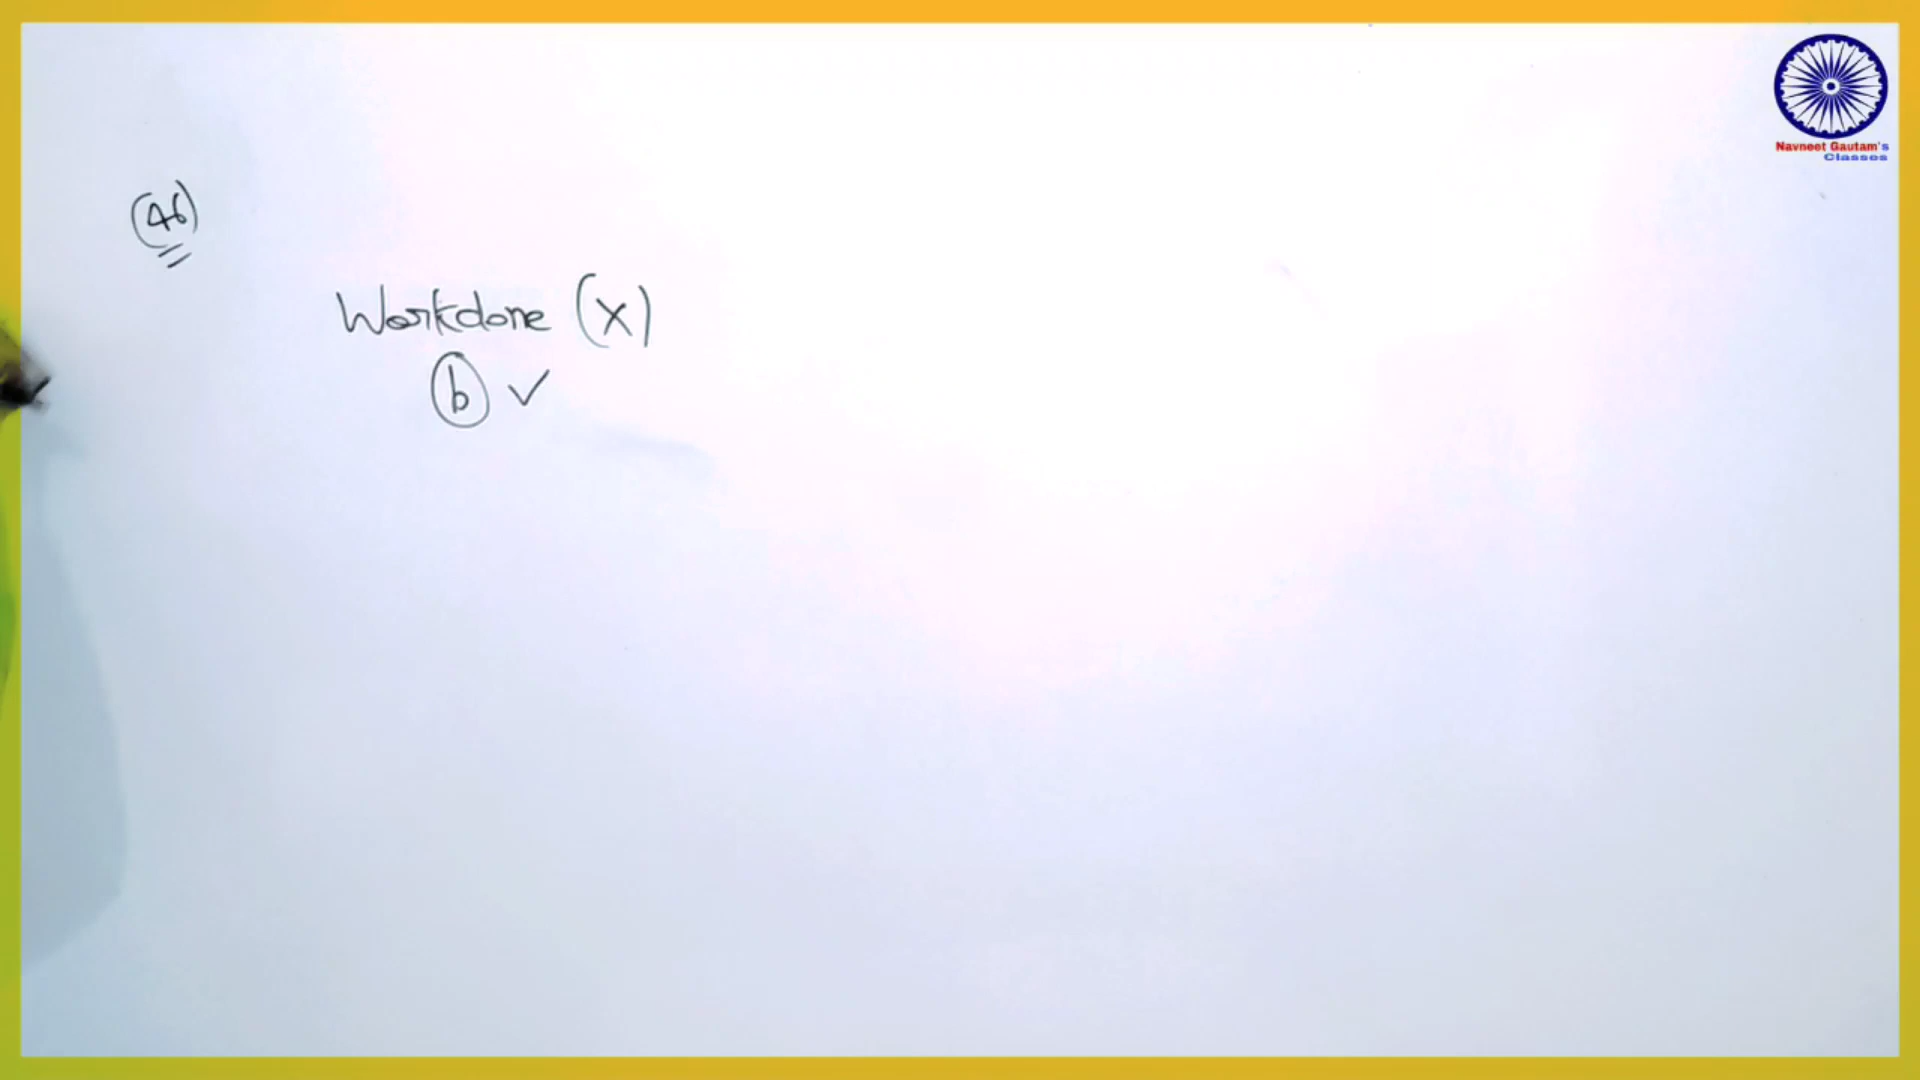 Navneet Gautam's
Classes
(46)
Workdone (X)
b ✓